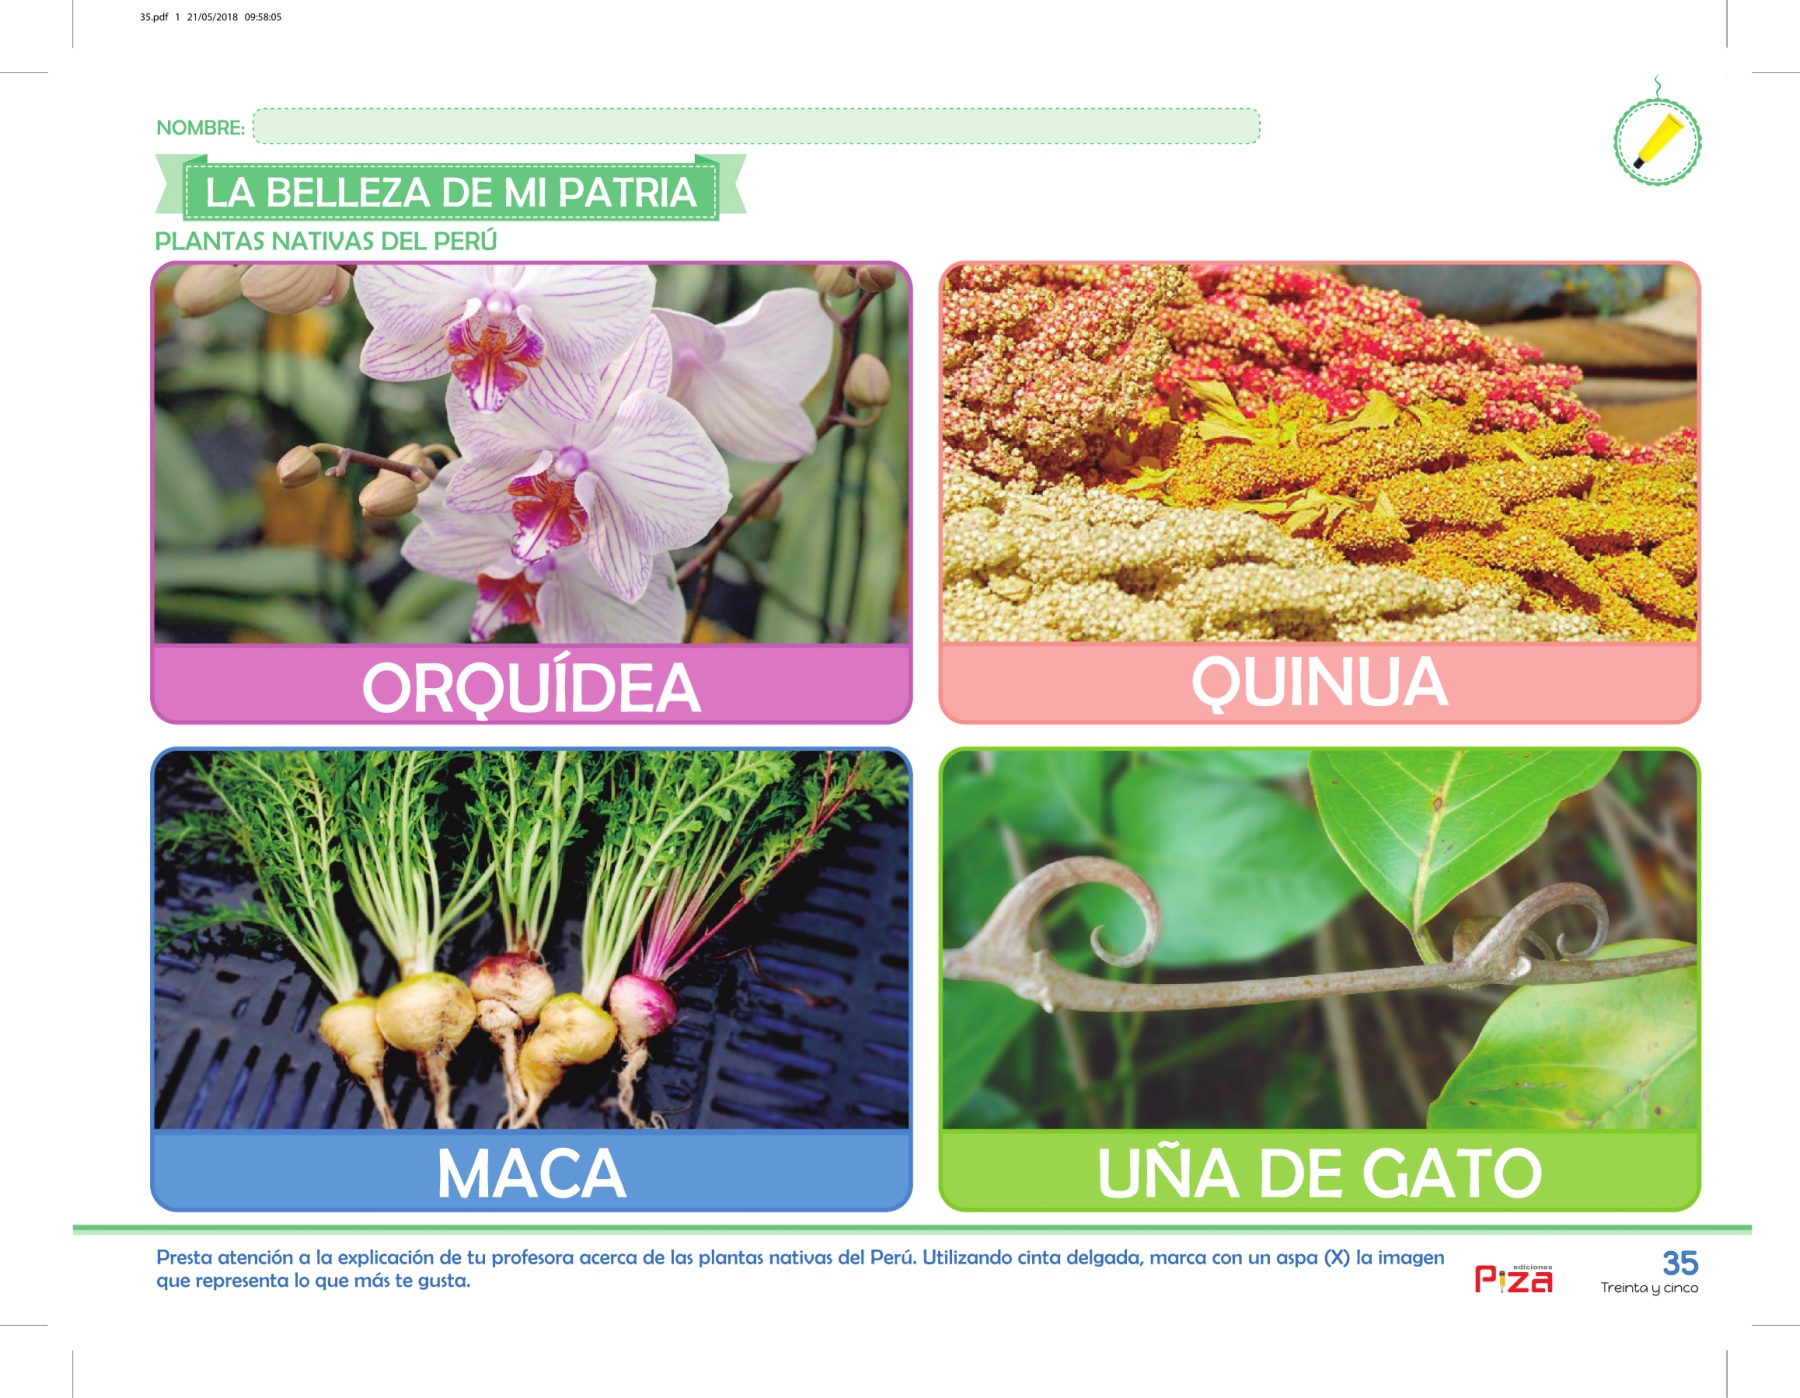 35.pdf 1 21/05/2018 09:58:05
NOMBRE:
LA BELLEZA DE MI PATRIA
PLANTAS NATIVAS DEL PERÚ
ORQUÍDEA
QUINUA
MACA
UÑA DE GATO
Presta atención a la explicación de tu profesora acerca de las plantas nativas del Perú. Utilizando cinta delgada, marca con un aspa (X) la imagen
que representa lo que más te gusta.
ediciones
Piza
35
Treinta y cinco